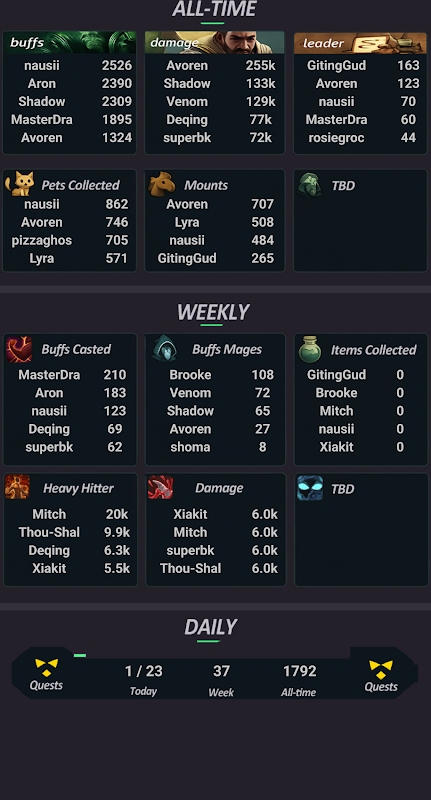 ALL-TIME
buffs
nausii 2526
Aron 2390
Shadow 2309
MasterDra 1895
Avoren 1324
damage
Avoren 255k
Shadow 133k
Venom 129k
Deqing 77k
superbk 72k
leader
GitingGud 163
Avoren 123
nausii 70
MasterDra 60
rosiegroc 44
Pets Collected
nausii 862
Avoren 746
pizzaghos 705
Lyra 571
Mounts
Avoren 707
Lyra 508
nausii 484
GitingGud 265
TBD
WEEKLY
Buffs Casted
MasterDra 210
Aron 183
nausii 123
Deqing 69
superbk 62
Buffs Mages
Brooke 108
Venom 72
Shadow 65
Avoren 27
shoma 8
Items Collected
GitingGud 0
Brooke 0
Mitch 0
nausii 0
Xiakit 0
Heavy Hitter
Mitch 20k
Thou-Shal 9.9k
Deqing 6.3k
Xiakit 5.5k
Damage
Xiakit 6.0k
Mitch 6.0k
superbk 6.0k
Thou-Shal 6.0k
TBD
DAILY
Quests
1 / 23
Today
37
Week
1792
All-time
Quests